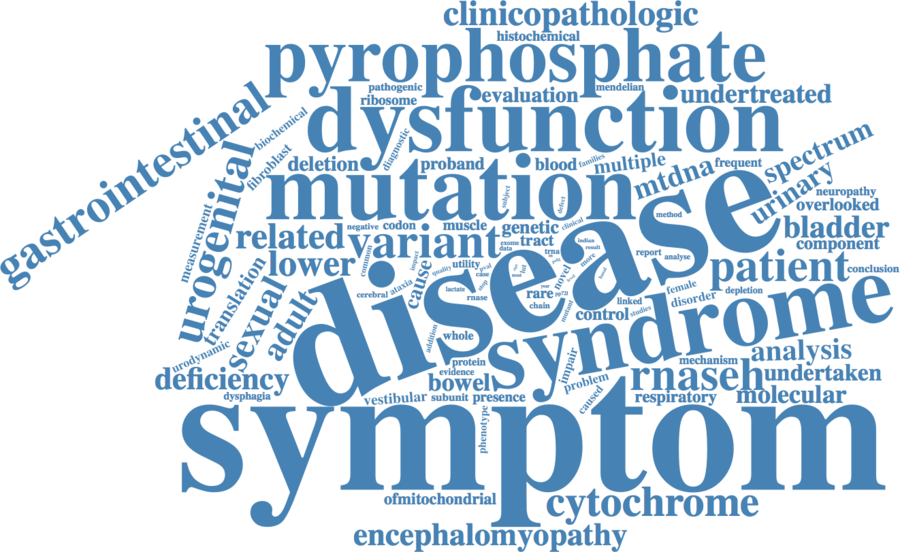 clinicopathologic
histochemical
pyrophosphate
pathogenic
mendelian
ribosome
evaluation
undertreated
gastrointestinal
dysfunction
biochemical
diagnostic
fibroblast
deletion
proband
blood
families
multiple
mtdna
frequent
spectrum
urogenital
mutation
subject
defect
urinary
neuropathy
overlooked
measurement
related
negative
codon
muscle
genetic
clinical
method
bladder
variant
tract
exome
data
trna
indian
result
component
lower
common
impact
cause
quality
utility
case
novel
more
report
analyse
patient
conclusion
translation
sexual
adult
cerebral
ataxia
lactate
rnase
stop
rare
chain
mutant
control
linked
studies
female
disorder
depletion
disease
syndrome
addition
whole
urodynamic
deficiency
dysphagia
protein
evidence
bowel
vestibular
subunit
presence
impair
problem
caused
mechanism
analysis
rnaseh
undertaken
respiratory
molecular
symptom
phenotype
ofmitochondrial
cytochrome
encephalomyopathy